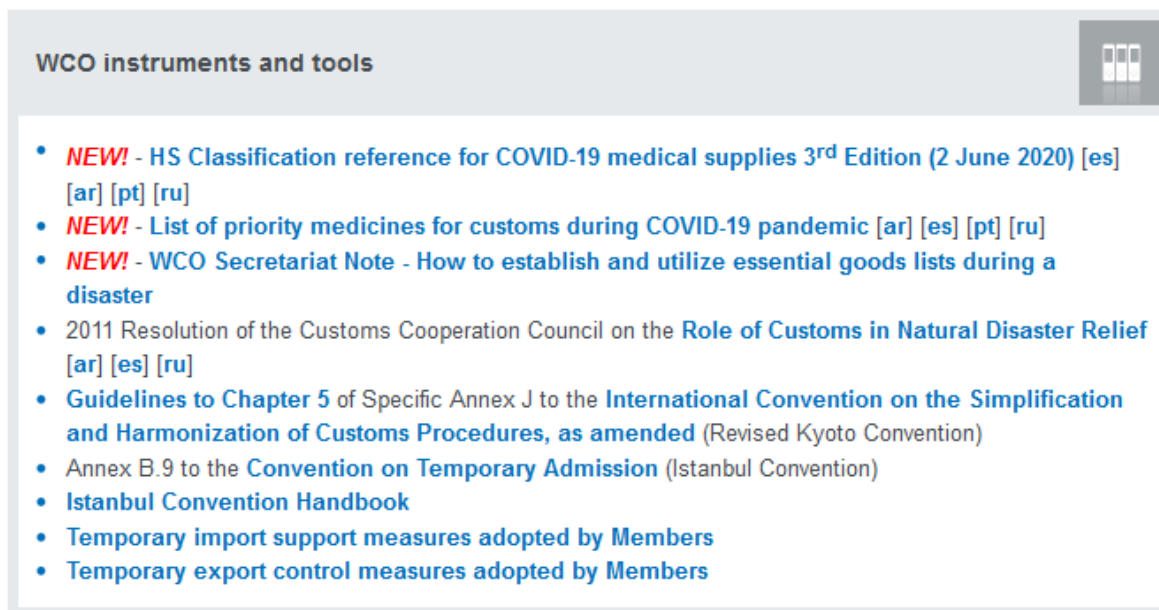 WCO instruments and tools
• NEW! - HS Classification reference for COVID-19 medical supplies 3rd Edition (2 June 2020) [es]
[ar] [pt] [ru]
• NEW! - List of priority medicines for customs during COVID-19 pandemic [ar] [es] [pt] [ru]
• NEW! - WCO Secretariat Note - How to establish and utilize essential goods lists during a
disaster
• 2011 Resolution of the Customs Cooperation Council on the Role of Customs in Natural Disaster Relief
[ar] [es] [ru]
• Guidelines to Chapter 5 of Specific Annex J to the International Convention on the Simplification
and Harmonization of Customs Procedures, as amended (Revised Kyoto Convention)
• Annex B.9 to the Convention on Temporary Admission (Istanbul Convention)
• Istanbul Convention Handbook
• Temporary import support measures adopted by Members
• Temporary export control measures adopted by Members